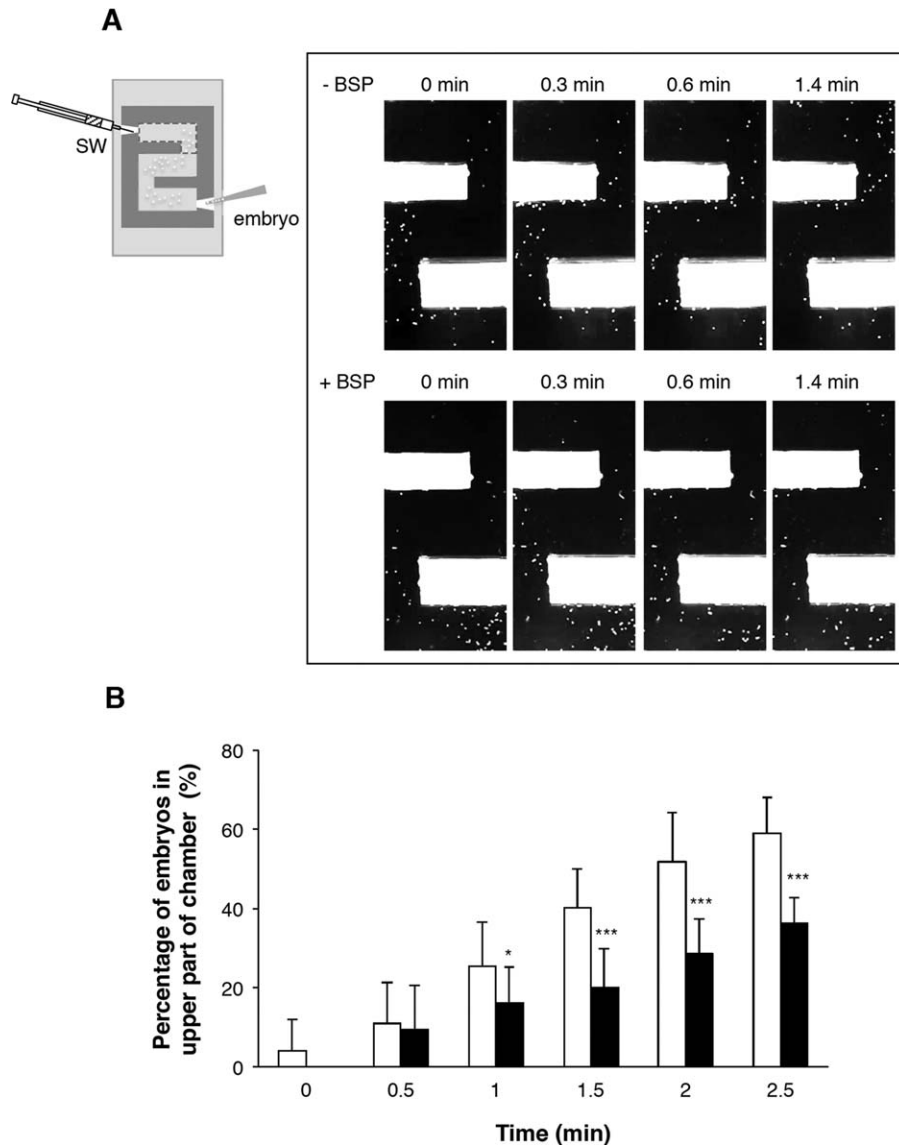 A
SW
embryo
- BSP 0 min 0.3 min 0.6 min 1.4 min
+ BSP 0 min 0.3 min 0.6 min 1.4 min
B
Percentage of embryos in
upper part of chamber (%)
80
60
40
20
0
* *** *** ***
0 0.5 1 1.5 2 2.5
Time (min)